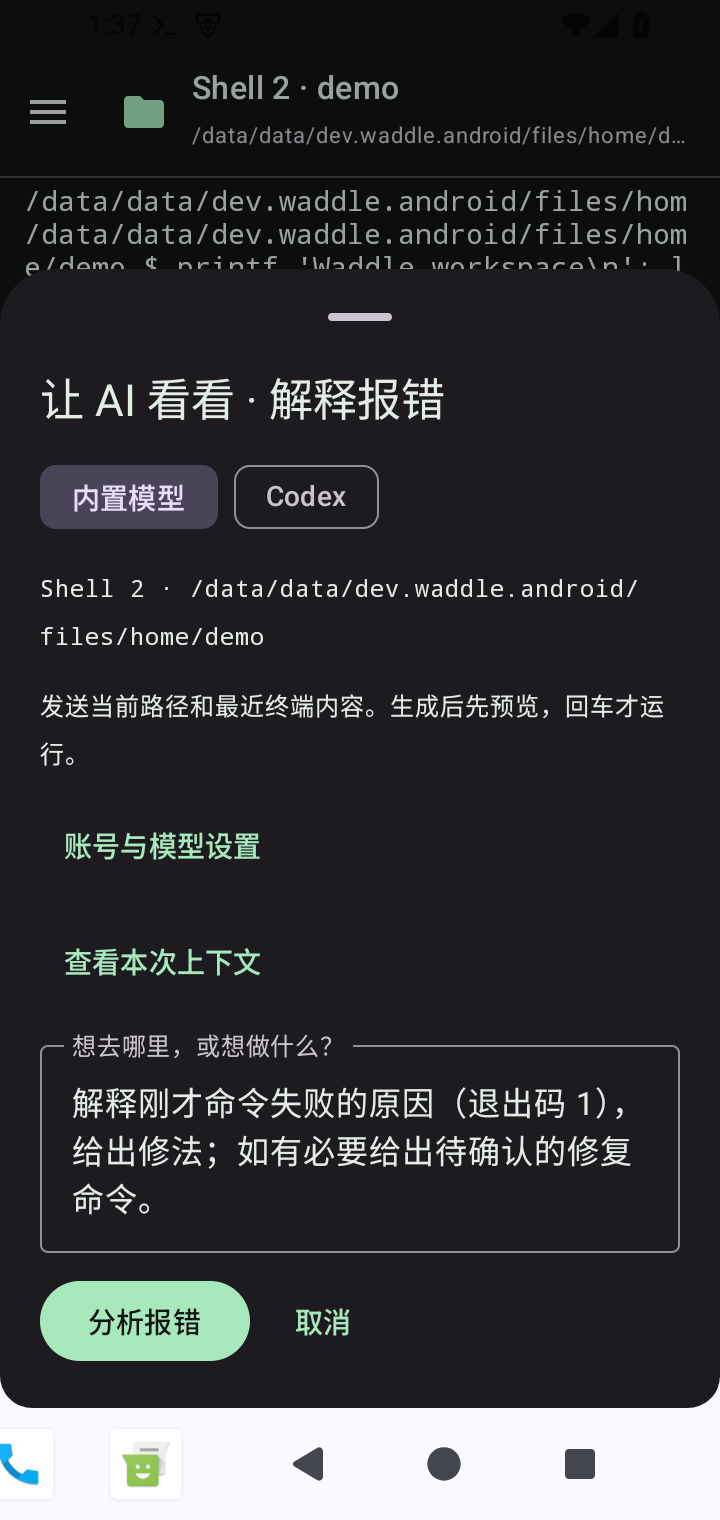 1:37
Shell 2 · demo
/data/data/dev.waddle.android/files/home/d…
/data/data/dev.waddle.android/files/hom
/data/data/dev.waddle.android/files/hom
e/demo $ printf 'Waddle workspace\n'; l
让 AI 看看 · 解释报错
内置模型
Codex
Shell 2 · /data/data/dev.waddle.android/
files/home/demo
发送当前路径和最近终端内容。生成后先预览，回车才运
行。
账号与模型设置
查看本次上下文
想去哪里，或想做什么？
解释刚才命令失败的原因（退出码 1），
给出修法；如有必要给出待确认的修复
命令。
分析报错
取消